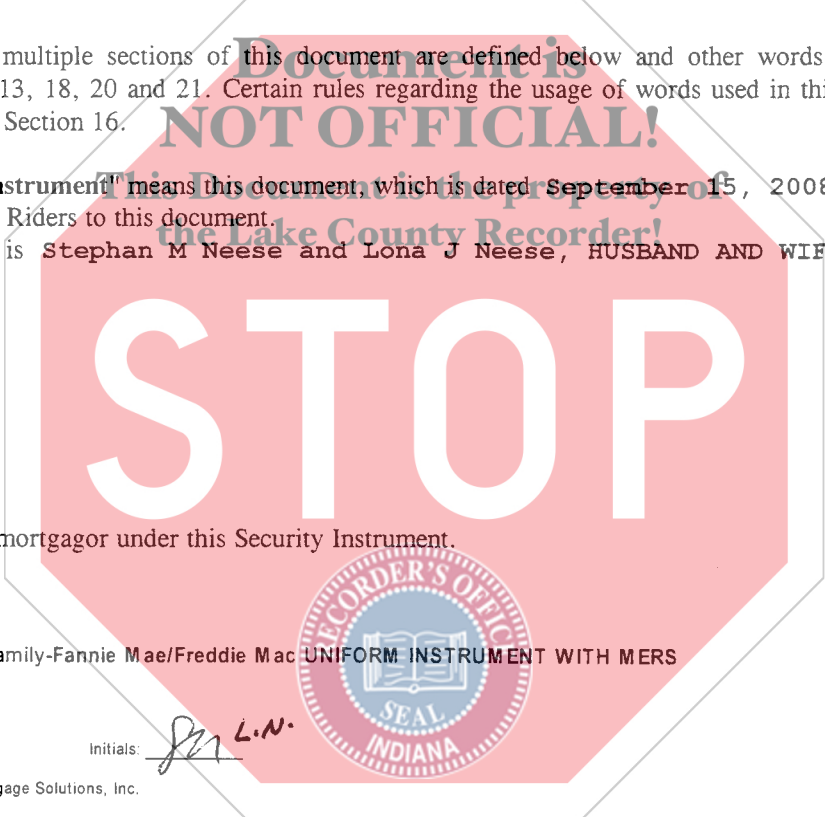 multiple sections of this document are defined below and other words
Document is
13, 18, 20 and 21. Certain rules regarding the usage of words used in thi
NOT OFFICIAL!
Section 16.
strument" means this document, which is dated September 15, 2008
This Document is the property of
Riders to this document.
the Lake County Recorder!
is Stephan M Neese and Lona J Neese, HUSBAND AND WIF
STOP
mortgagor under this Security Instrument.
RECORDER'S OFFICE
SEAL
INDIANA
amily-Fannie Mae/Freddie Mac UNIFORM INSTRUMENT WITH MERS
Initials: L.N.
gage Solutions, Inc.